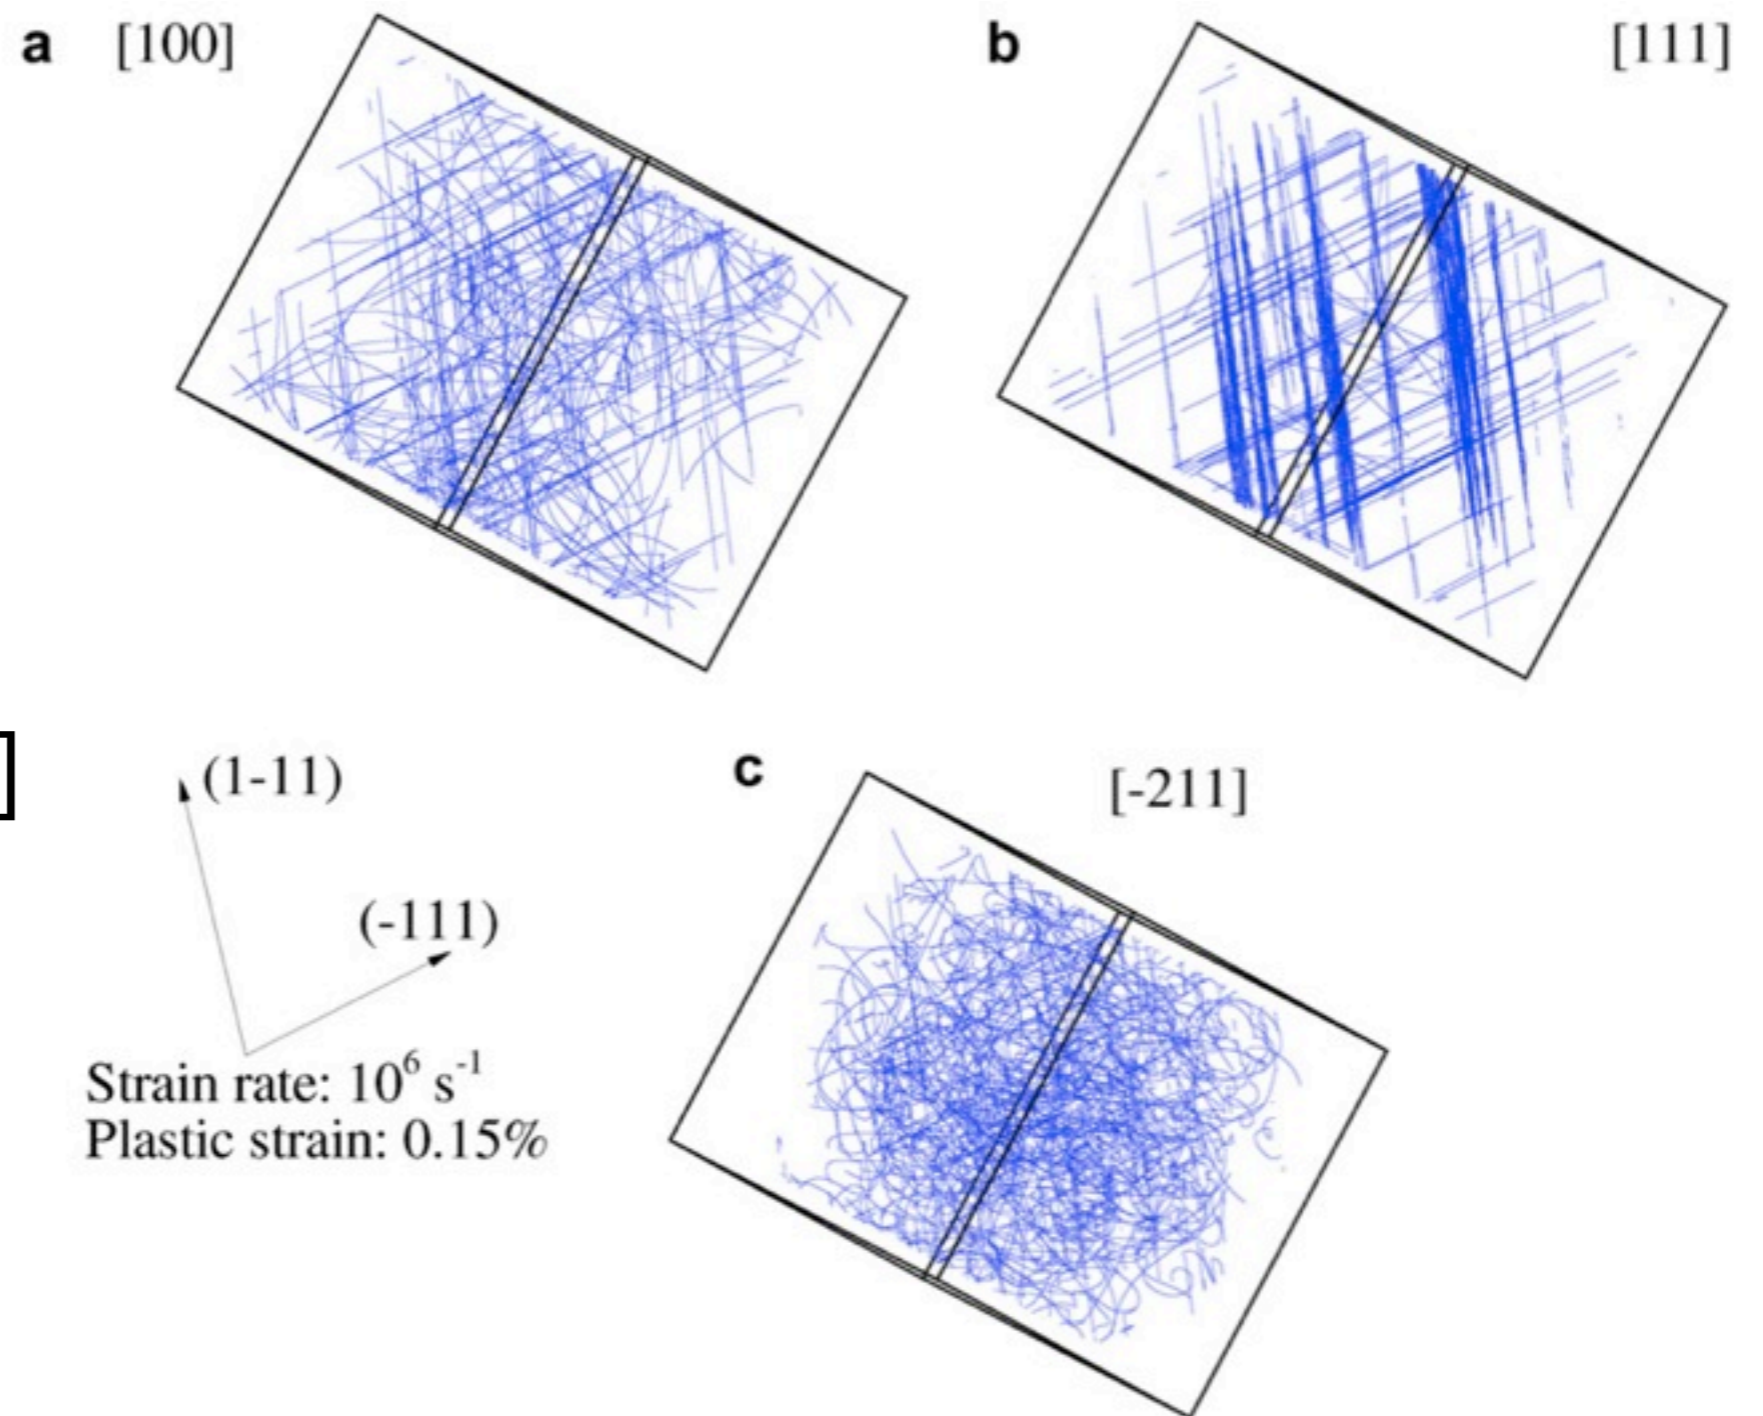 a [100]
b [111]
]
(1-11)
(-111)
Strain rate: 10⁶ s⁻¹
Plastic strain: 0.15%
c [-211]